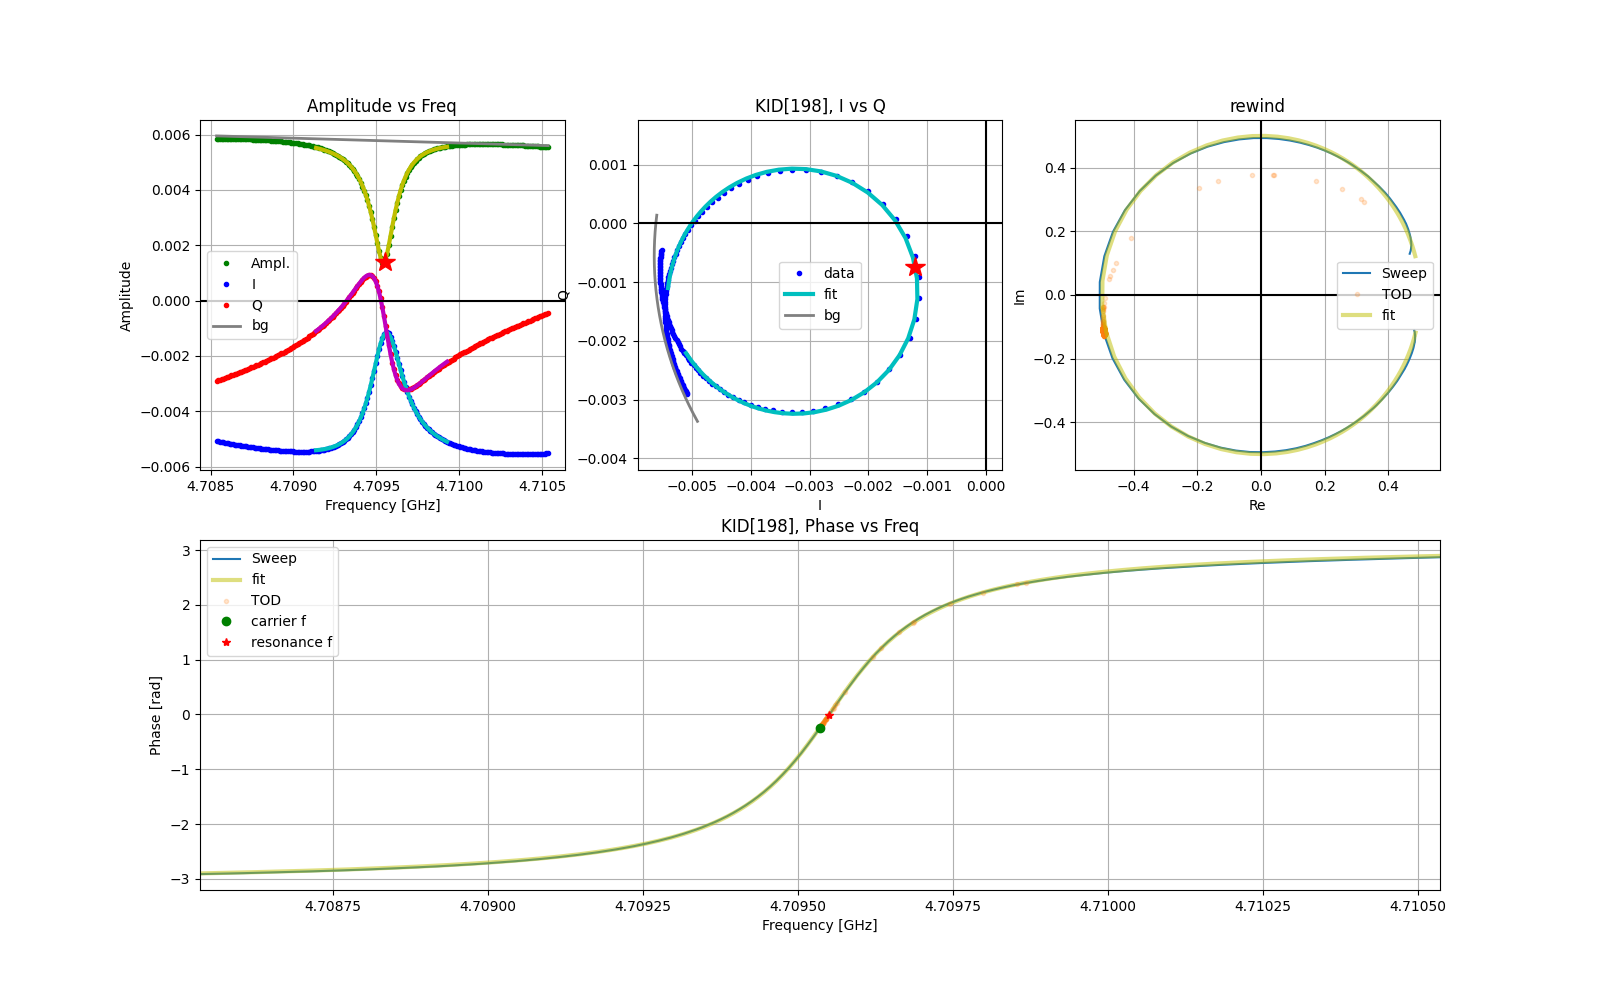 Amplitude vs Freq
Amplitude
0.006
0.004
0.002
0.000
−0.002
−0.004
−0.006
Ampl.
I
Q
bg
4.7085
4.7090
4.7095
4.7100
4.7105
Frequency [GHz]
KID[198], I vs Q
Q
0.001
0.000
−0.001
−0.002
−0.003
−0.004
data
fit
bg
−0.005
−0.004
−0.003
−0.002
−0.001
0.000
I
rewind
Im
0.4
0.2
0.0
−0.2
−0.4
Sweep
TOD
fit
−0.4
−0.2
0.0
0.2
0.4
Re
KID[198], Phase vs Freq
Phase [rad]
3
2
1
0
−1
−2
−3
Sweep
fit
TOD
carrier f
resonance f
4.70875
4.70900
4.70925
4.70950
4.70975
4.71000
4.71025
4.71050
Frequency [GHz]